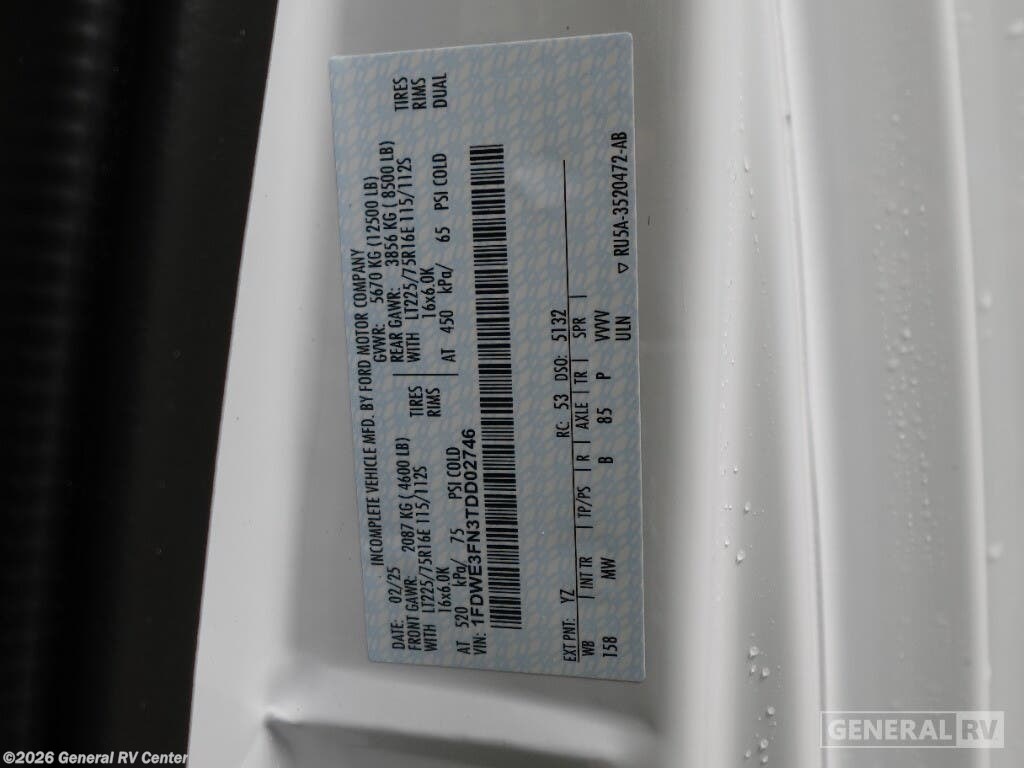 INCOMPLETE VEHICLE MFD. BY FORD MOTOR COMPANY
DATE: 02/25 GVWR: 5670 KG (12500 LB)
FRONT GAWR: 2087 KG ( 4600 LB) REAR GAWR: 3856 KG ( 8500 LB)
WITH LT225/75R16E 115/112S TIRES WITH LT225/75R16E 115/112S TIRES
16x6.0K RIMS 16x6.0K RIMS
AT 520 kPa/ 75 PSI COLD AT 450 kPa/ 65 PSI COLD DUAL
VIN: 1FDWE3FN3TDD02746
EXT PNT: YZ RC: 53 DSO: 5132
WB | INT TR | TP/PS | R | AXLE | TR | SPR |
158 MW B 85 P VVV
ULN ▽ RU5A-3520472-AB
GENERAL RV
©2026 General RV Center